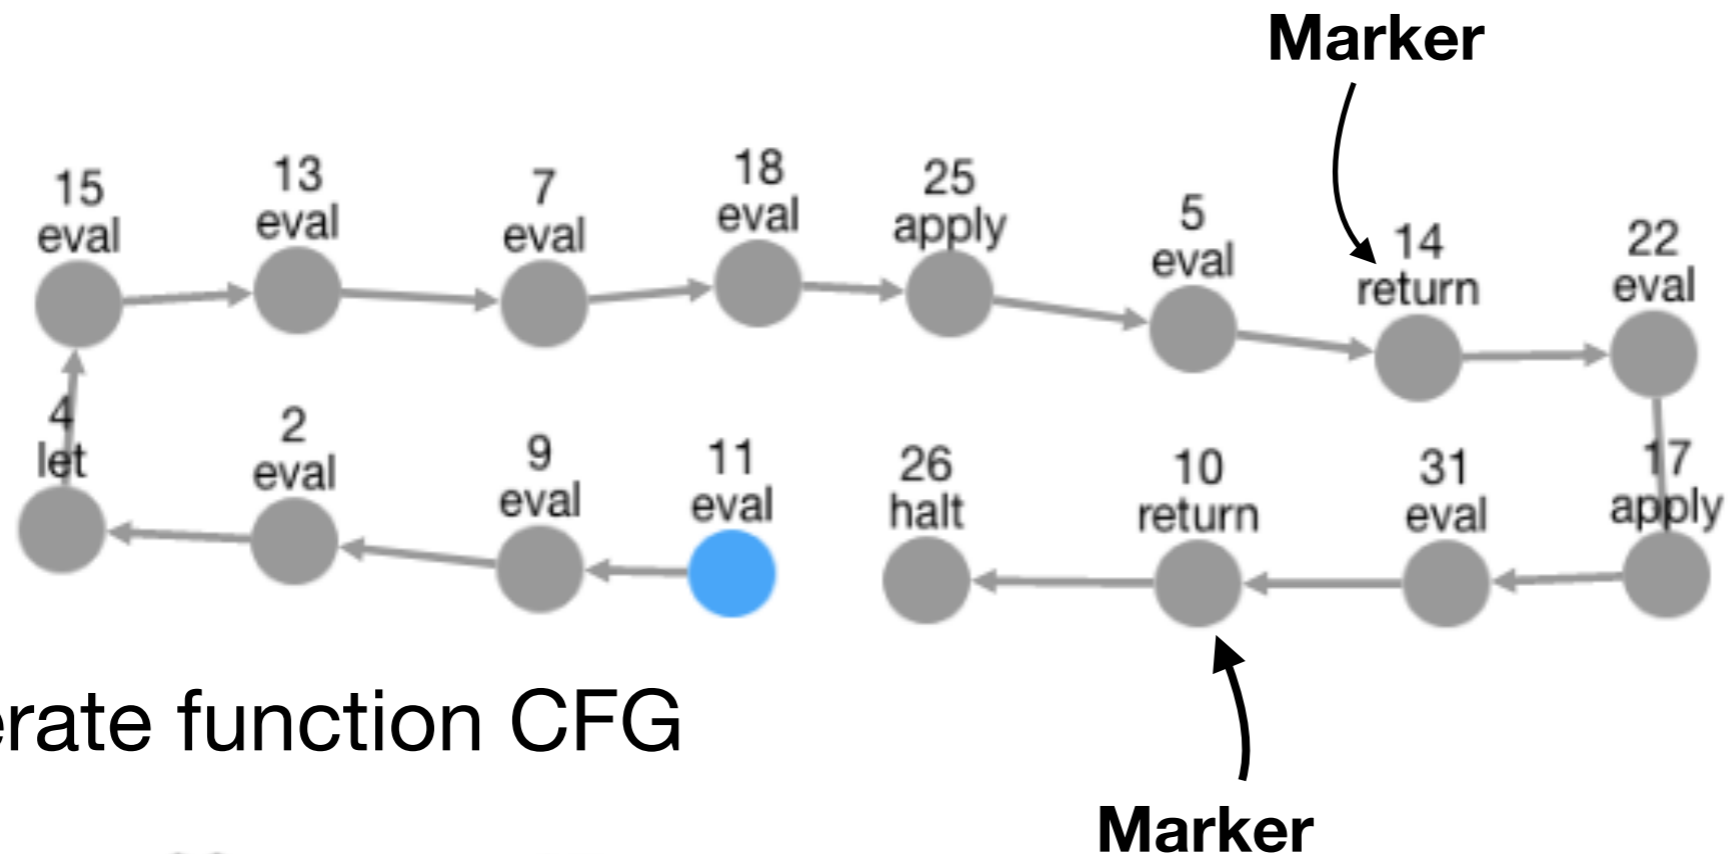 Marker
15
eval
13
eval
7
eval
18
eval
25
apply
5
eval
14
return
22
eval
4
let
2
eval
9
eval
11
eval
26
halt
10
return
31
eval
17
apply
function CFG
Marker